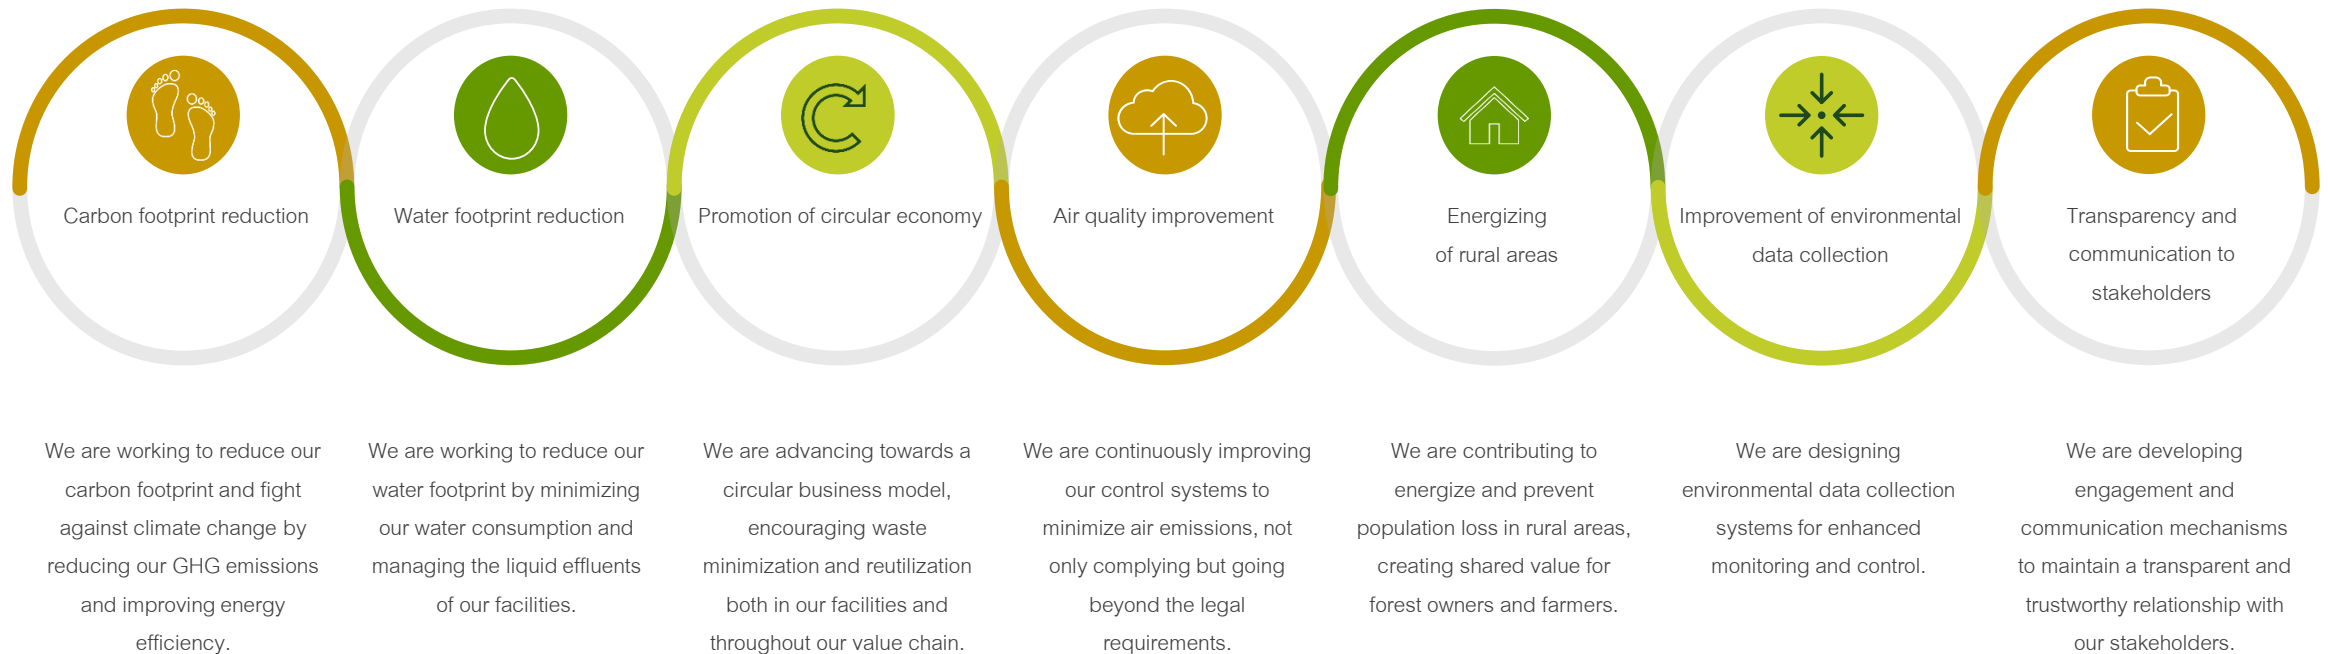 Carbon footprint reduction
Water footprint reduction
Promotion of circular economy
Air quality improvement
Energizing
of rural areas
Improvement of environmental
data collection
Transparency and
communication to
stakeholders
We are working to reduce our
carbon footprint and fight
against climate change by
reducing our GHG emissions
and improving energy
efficiency.
We are working to reduce our
water footprint by minimizing
our water consumption and
managing the liquid effluents
of our facilities.
We are advancing towards a
circular business model,
encouraging waste
minimization and reutilization
both in our facilities and
throughout our value chain.
We are continuously improving
our control systems to
minimize air emissions, not
only complying but going
beyond the legal
requirements.
We are contributing to
energize and prevent
population loss in rural areas,
creating shared value for
forest owners and farmers.
We are designing
environmental data collection
systems for enhanced
monitoring and control.
We are developing
engagement and
communication mechanisms
to maintain a transparent and
trustworthy relationship with
our stakeholders.